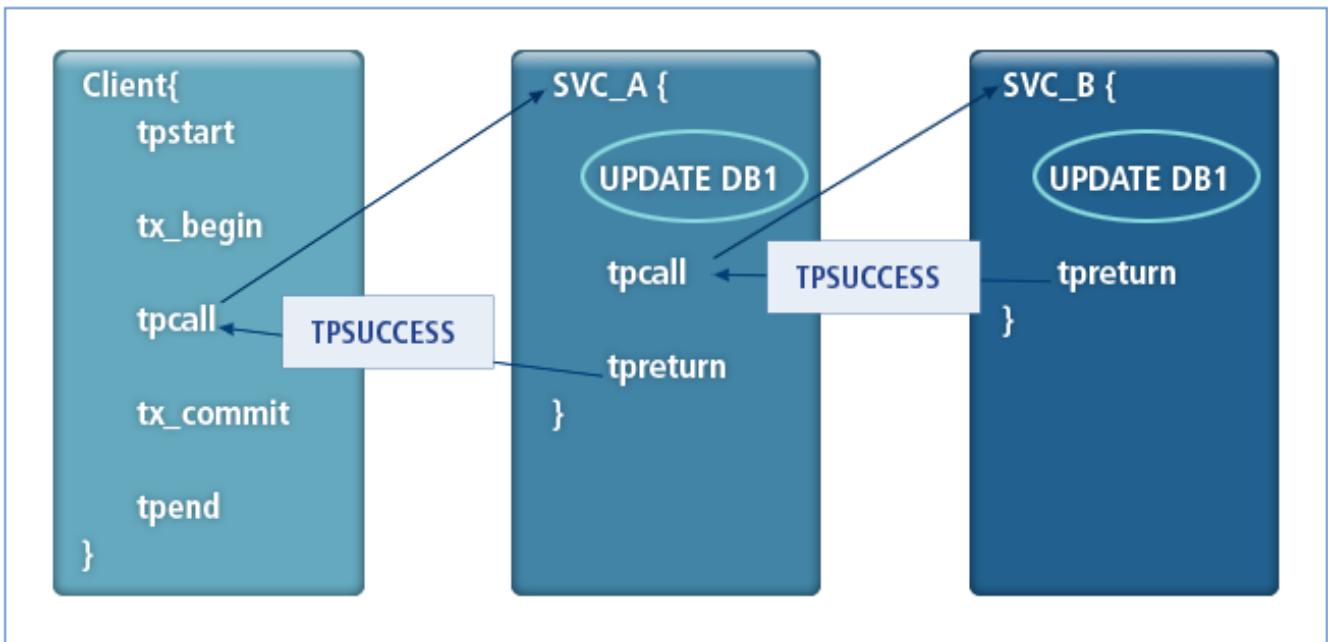 Client{
tpstart
tx_begin
tpcall
tx_commit
tpend
}
TPSUCCESS
SVC_A {
UPDATE DB1
tpcall
tpreturn
}
TPSUCCESS
SVC_B {
UPDATE DB1
tpreturn
}